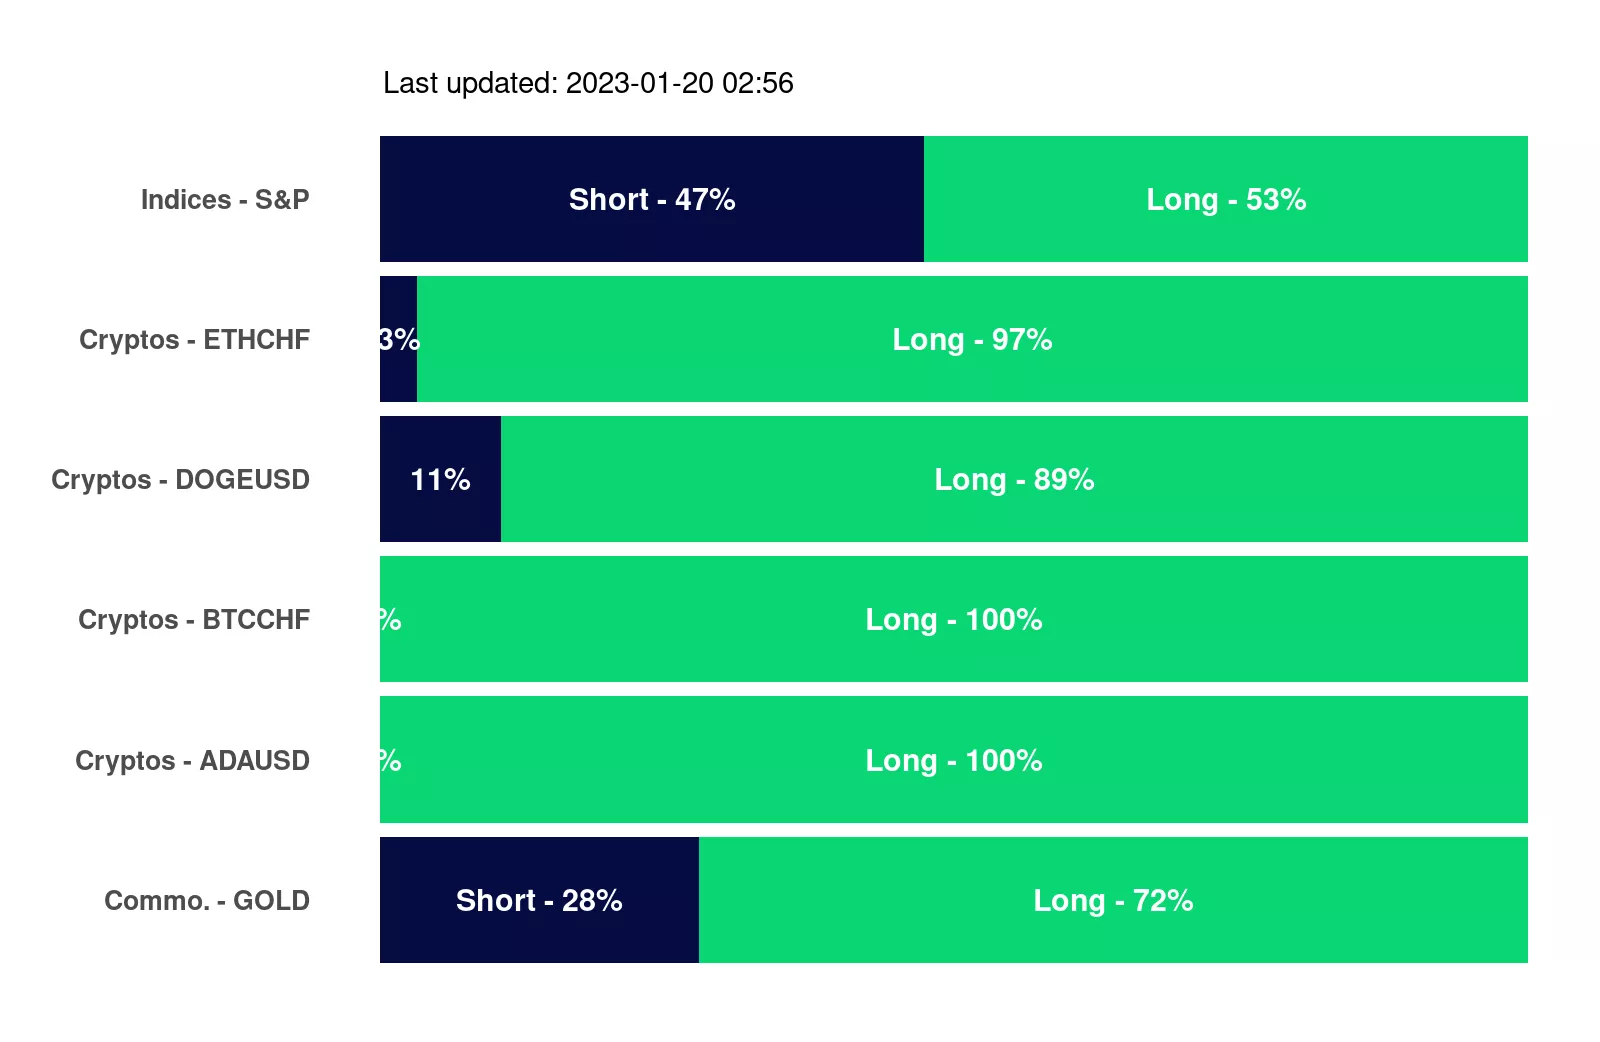 Last updated: 2023-01-20 02:56
Indices - S&P Short - 47% Long - 53%
Cryptos - ETHCHF 3% Long - 97%
Cryptos - DOGEUSD 11% Long - 89%
Cryptos - BTCCHF % Long - 100%
Cryptos - ADAUSD % Long - 100%
Commo. - GOLD Short - 28% Long - 72%